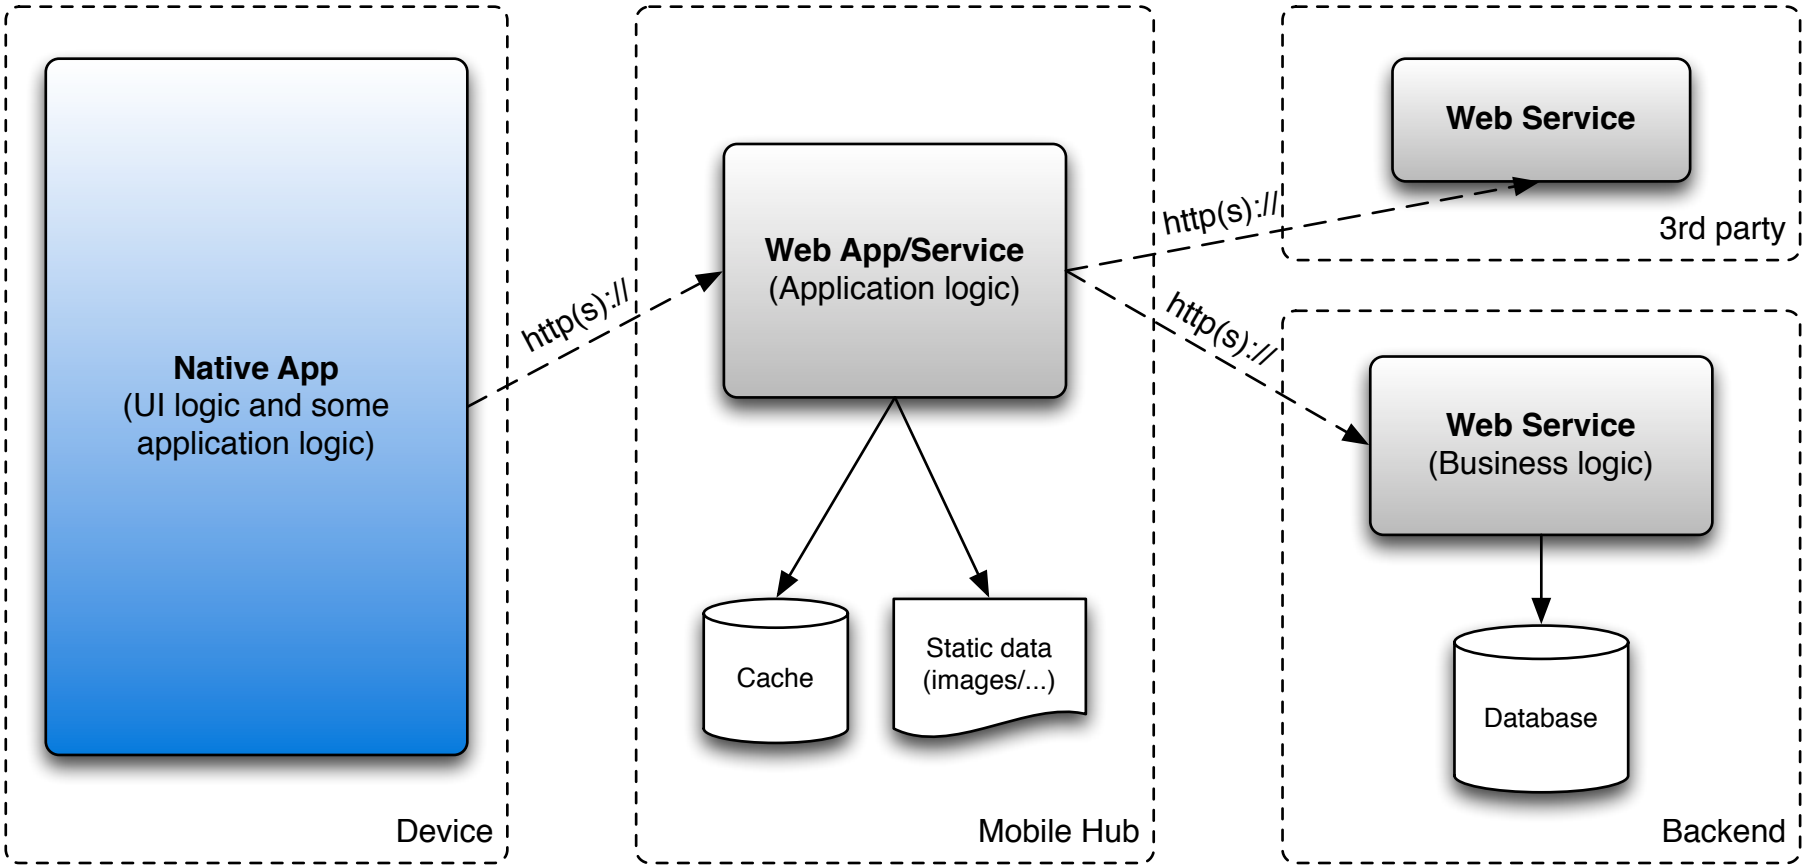 Native App
(UI logic and some
application logic)
Device
http(s)://
Web App/Service
(Application logic)
Cache
Static data
(images/...)
Mobile Hub
http(s)://
http(s)://
Web Service
3rd party
Web Service
(Business logic)
Database
Backend